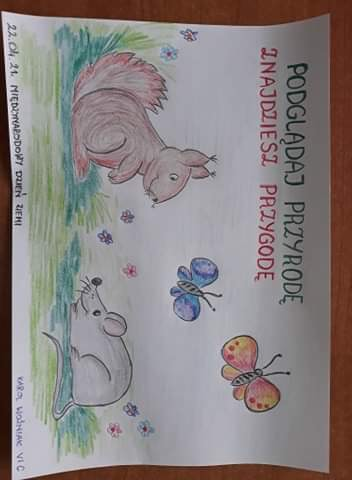 PODGLĄDAJ PRZYRODĘ
ZNAJDZIESZ PRZYGODĘ
22.04.21. MIĘDZYNARODOWY DZIEŃ ZIEMI
KAROL WOŹNIAK VI C